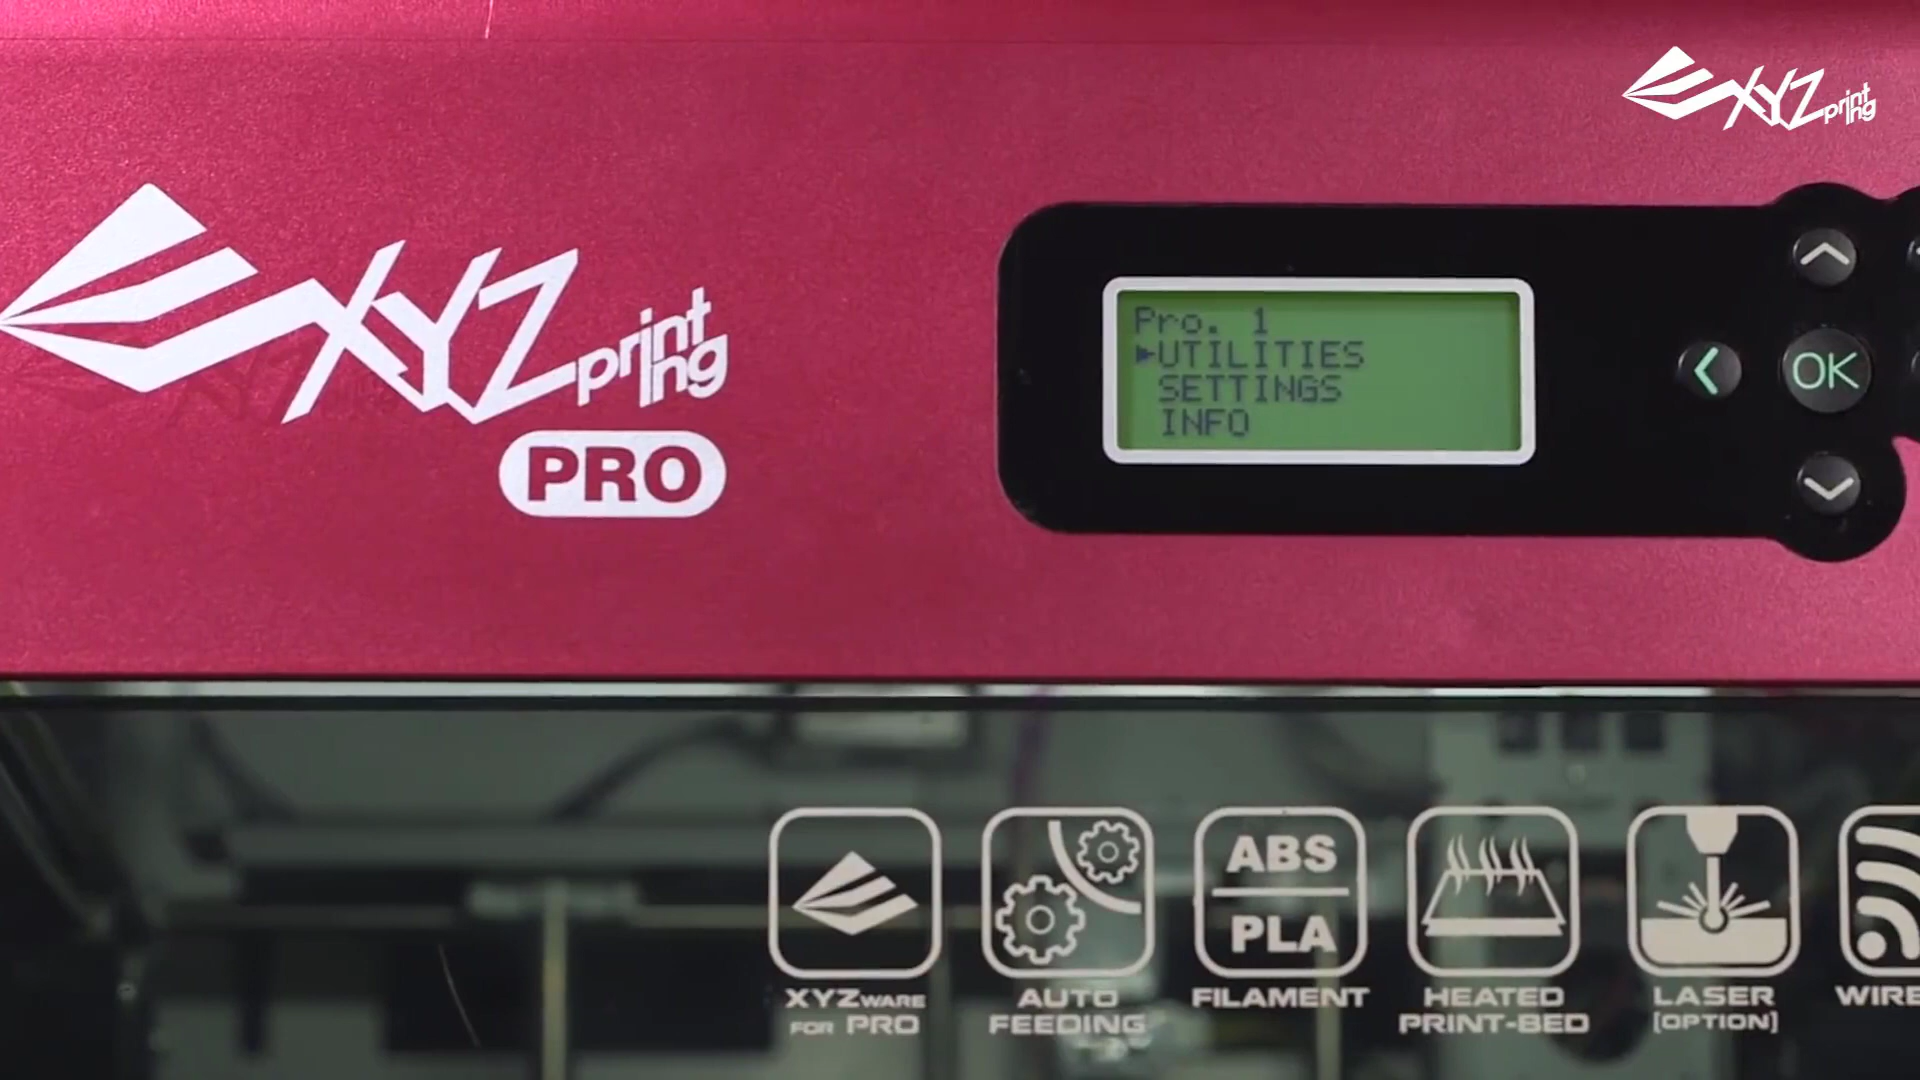 XYZprinting
XYZprinting
PRO
Pro. 1
▶UTILITIES
SETTINGS
INFO
OK
ABS
PLA
XYZWARE
FOR PRO
AUTO
FEEDING
FILAMENT
HEATED
PRINT-BED
LASER
[OPTION]
WIRE